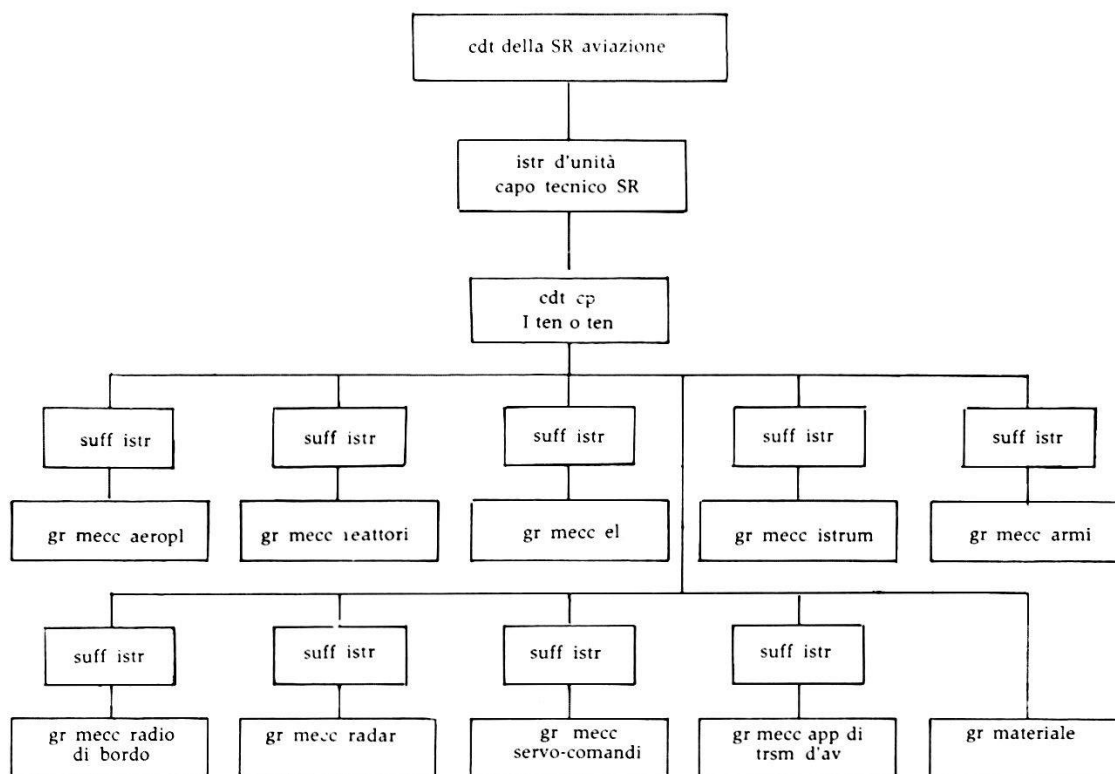 cdt della SR aviazione
istr d'unità
capo tecnico SR
cdt cp
I ten o ten
suff istr
suff istr
suff istr
suff istr
suff istr
gr mecc aeropl
gr mecc reattori
gr mecc el
gr mecc istrum
gr mecc armi
suff istr
suff istr
suff istr
suff istr
gr mecc radio
di bordo
gr mecc radar
gr mecc
servo-comandi
gr mecc app di
trsm d'av
gr materiale